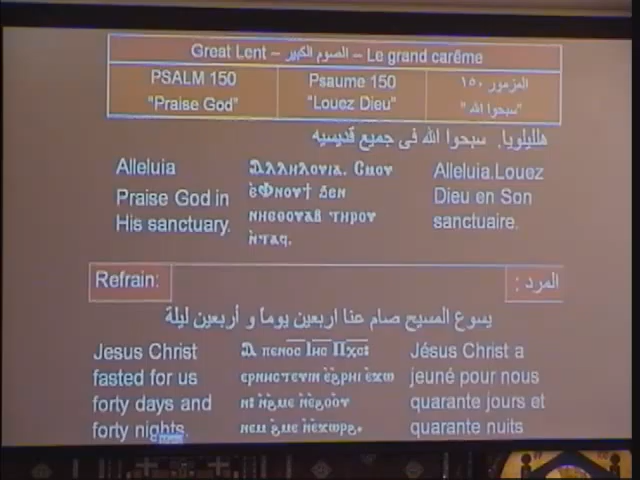 Great Lent – الصوم الكبير – Le grand carême
PSALM 150
"Praise God"
Psaume 150
"Louez Dieu"
المزمور ١٥٠
"سبحوا الله"
هلليلويا, سبحوا الله فى جميع قديسيه
Alleluia
Praise God in
His sanctuary.
Ⲁⲗⲗⲏⲗⲟⲩⲓⲁ. Ⲥⲙⲟⲩ
ⲉ̀Ⲫⲛⲟⲩϯ ϧⲉⲛ
ⲛⲏⲉⲑⲟⲩⲁⲃ ⲧⲏⲣⲟⲩ
ⲛ̀ⲧⲁϥ.
Alleluia.Louez
Dieu en Son
sanctuaire.
Refrain:
المرد :
يسوع المسيح صام عنا اربعين يوماً و أربعين ليلة
Jesus Christ
fasted for us
forty days and
forty nights.
Ⲁ ⲡⲉⲛⲟ̅ⲥ̅ Ⲓⲏ̅ⲥ̅ Ⲡⲭ̅ⲥ̅:
ⲉⲣⲛⲏⲥⲧⲉⲩⲓⲛ ⲉ̀ϩ̀ⲣⲏⲓ ⲉ̀ϫⲱ
ⲛ: ⲛ̀ϩ̀ⲙⲉ ⲛ̀ⲉ̀ϩⲟⲟⲩ
ⲛⲉⲙ ϩ̀ⲙⲉ ⲛ̀ⲉ̀ϫⲱⲣϩ.
Jésus Christ a
jeuné pour nous
quarante jours et
quarante nuits